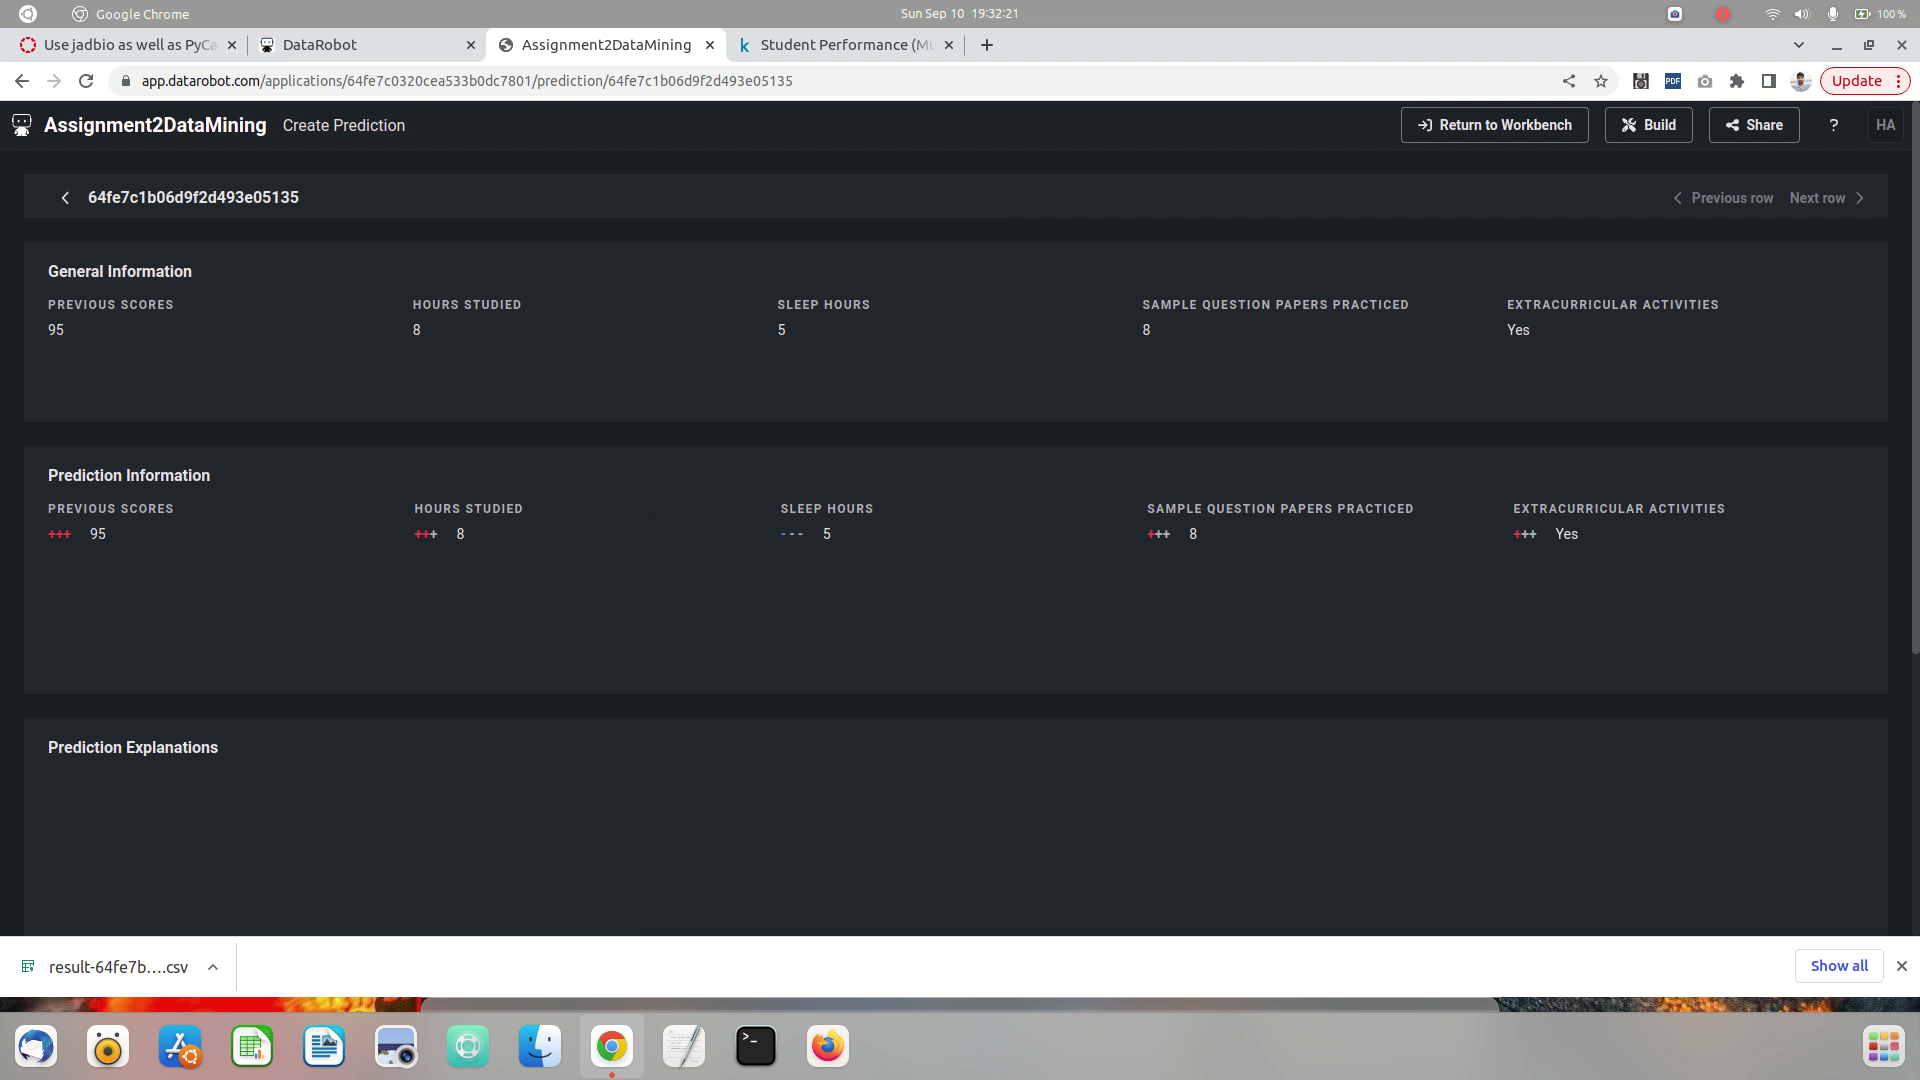 Google Chrome
Sun Sep 10 19:32:21
100 %
Use jadbio as well as PyCa
DataRobot
Assignment2DataMining
Student Performance (Mu
app.datarobot.com/applications/64fe7c0320cea533b0dc7801/prediction/64fe7c1b06d9f2d493e05135
PDF
Update
Assignment2DataMining
Create Prediction
Return to Workbench
Build
Share
?
HA
64fe7c1b06d9f2d493e05135
Previous row
Next row
General Information
PREVIOUS SCORES
HOURS STUDIED
SLEEP HOURS
SAMPLE QUESTION PAPERS PRACTICED
EXTRACURRICULAR ACTIVITIES
95
8
5
8
Yes
Prediction Information
PREVIOUS SCORES
HOURS STUDIED
SLEEP HOURS
SAMPLE QUESTION PAPERS PRACTICED
EXTRACURRICULAR ACTIVITIES
+++ 95
+++ 8
--- 5
+++ 8
+++ Yes
Prediction Explanations
result-64fe7b....csv
Show all